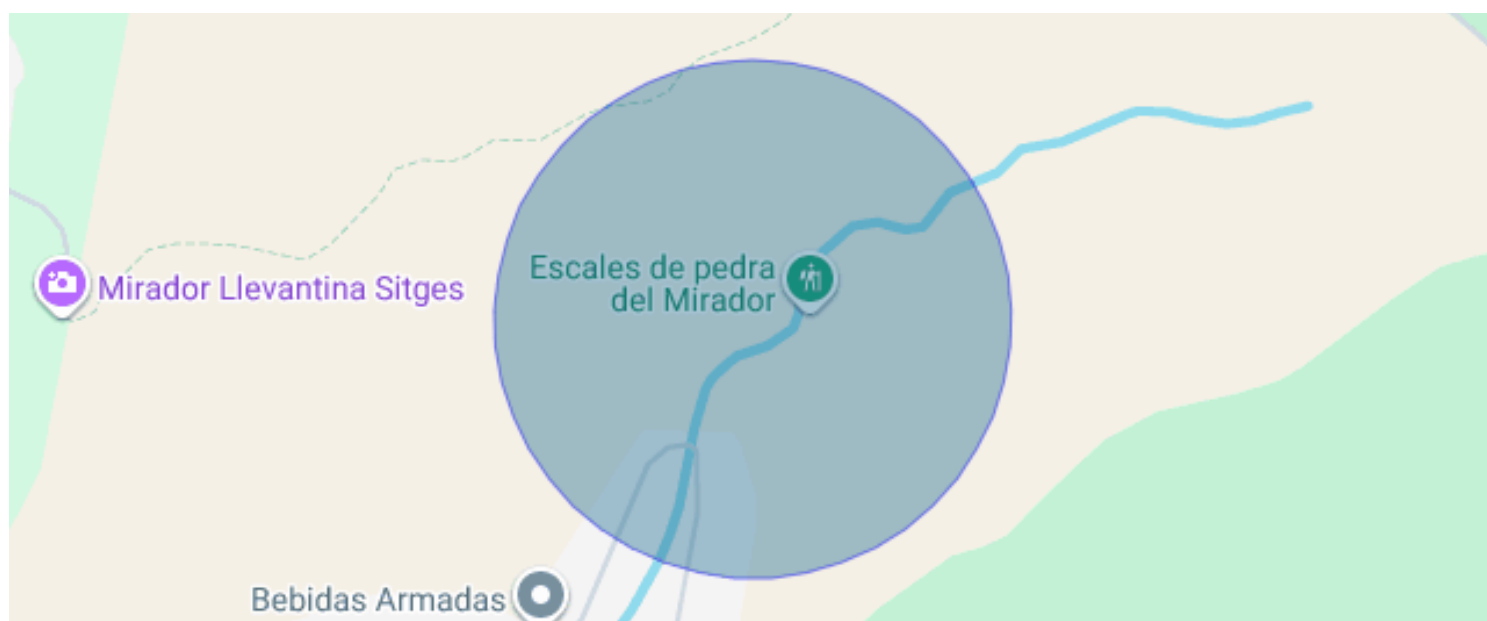 Escales de pedra
del Mirador
Mirador Llevantina Sitges
Bebidas Armadas